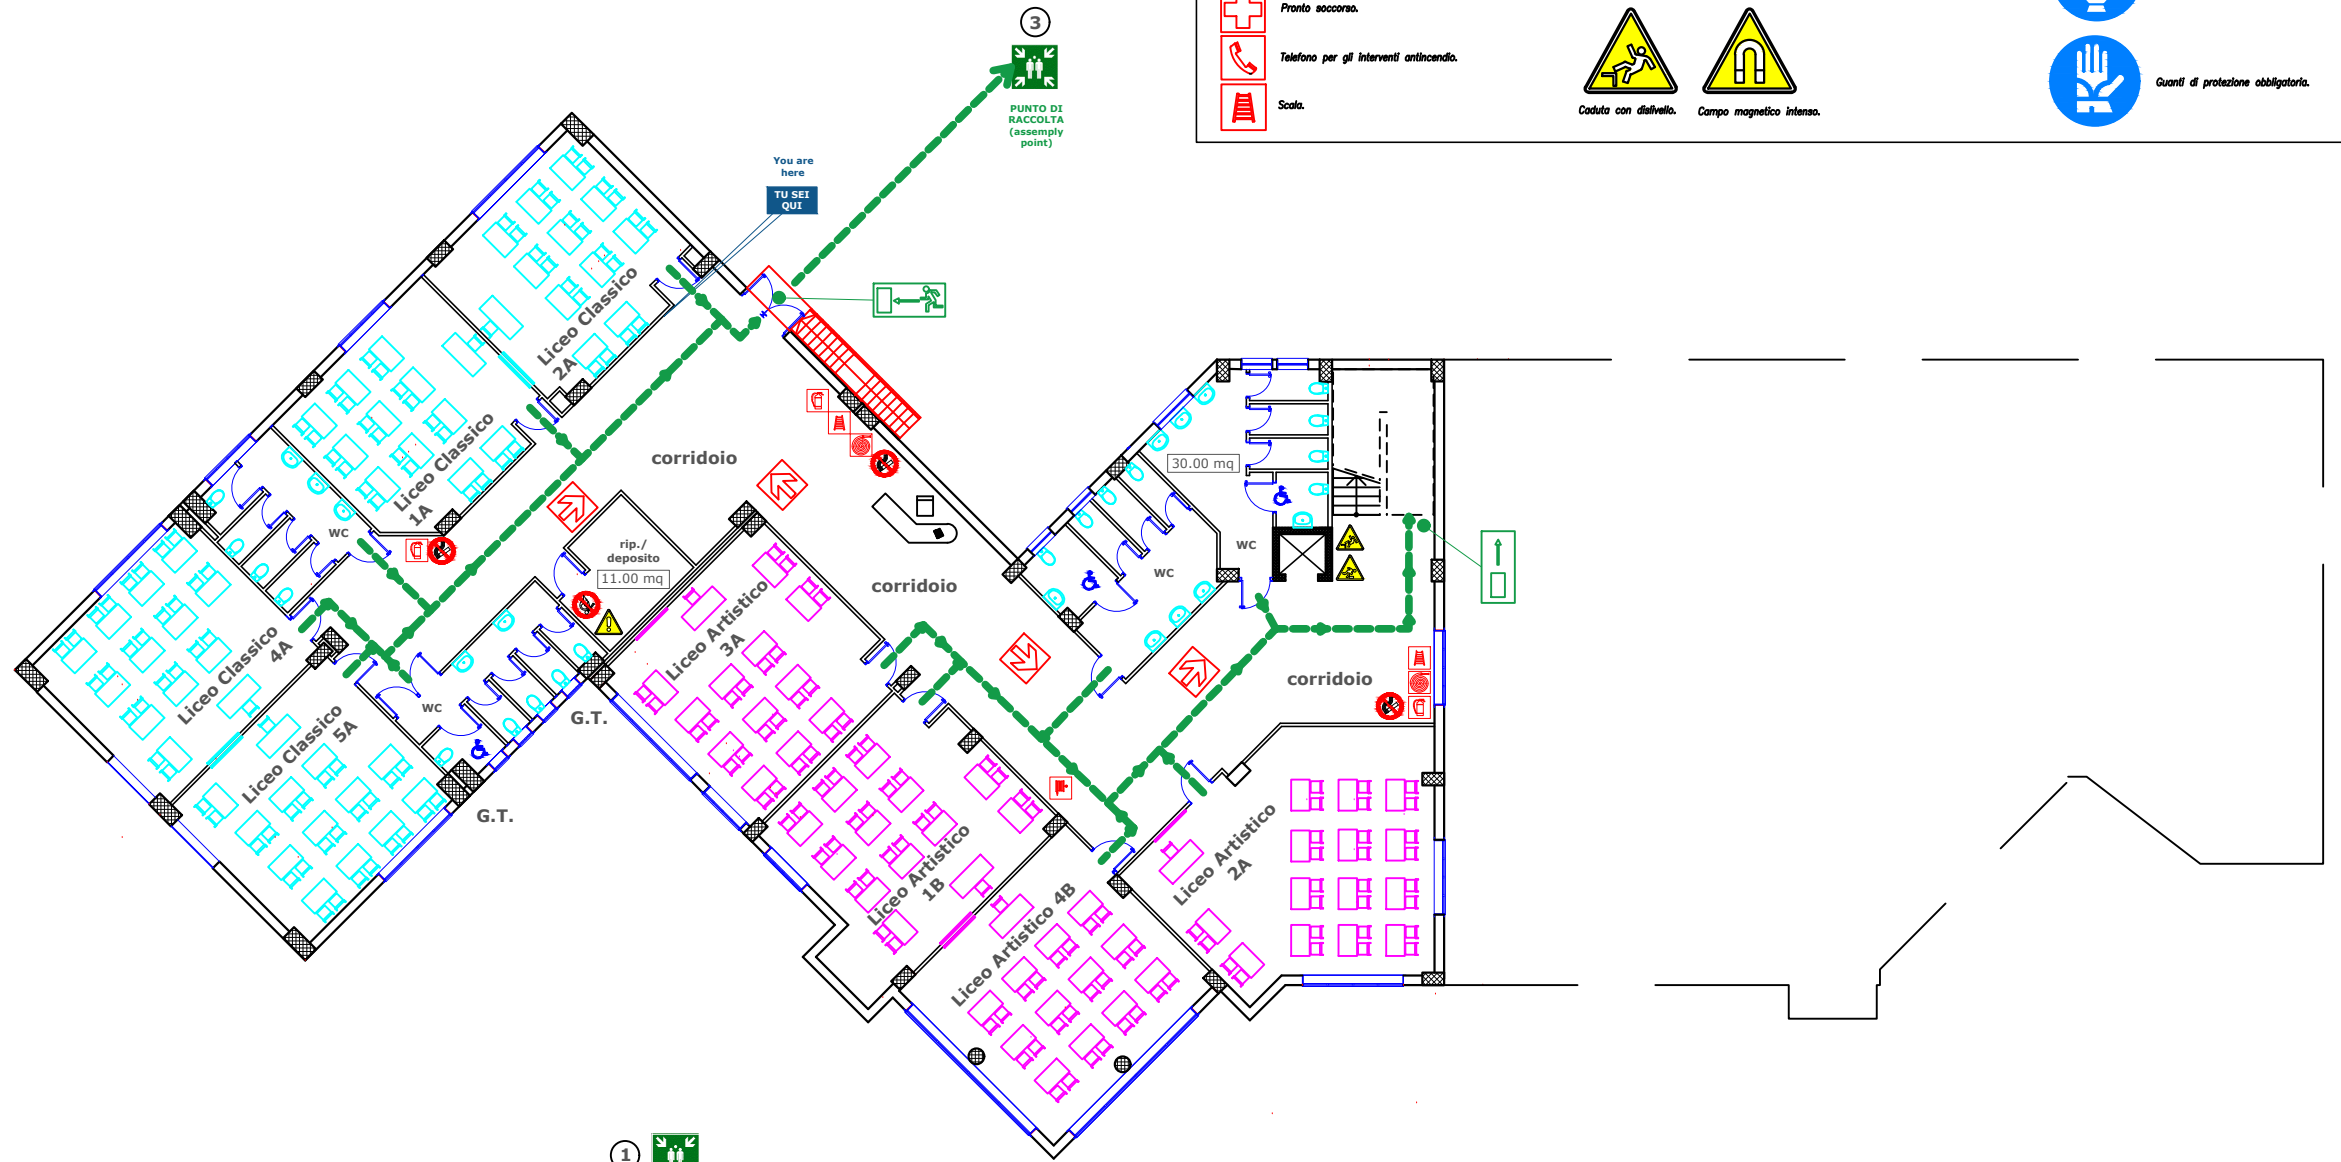 Pronto soccorso.
Telefono per gli interventi antincendio.
Scala.
Caduta con dislivello.
Campo magnetico intenso.
Guanti di protezione obbligatoria.
3
PUNTO DI
RACCOLTA
(assemply
point)
You are
here
TU SEI
QUI
Liceo Classico
2A
Liceo Classico
1A
corridoio
WC
rip./
deposito
11.00 mq
Liceo Classico
4A
Liceo Classico
5A
WC
G.T.
G.T.
Liceo Artistico
3A
corridoio
30.00 mq
WC
WC
corridoio
Liceo Artistico
1B
Liceo Artistico 4B
Liceo Artistico
2A
1